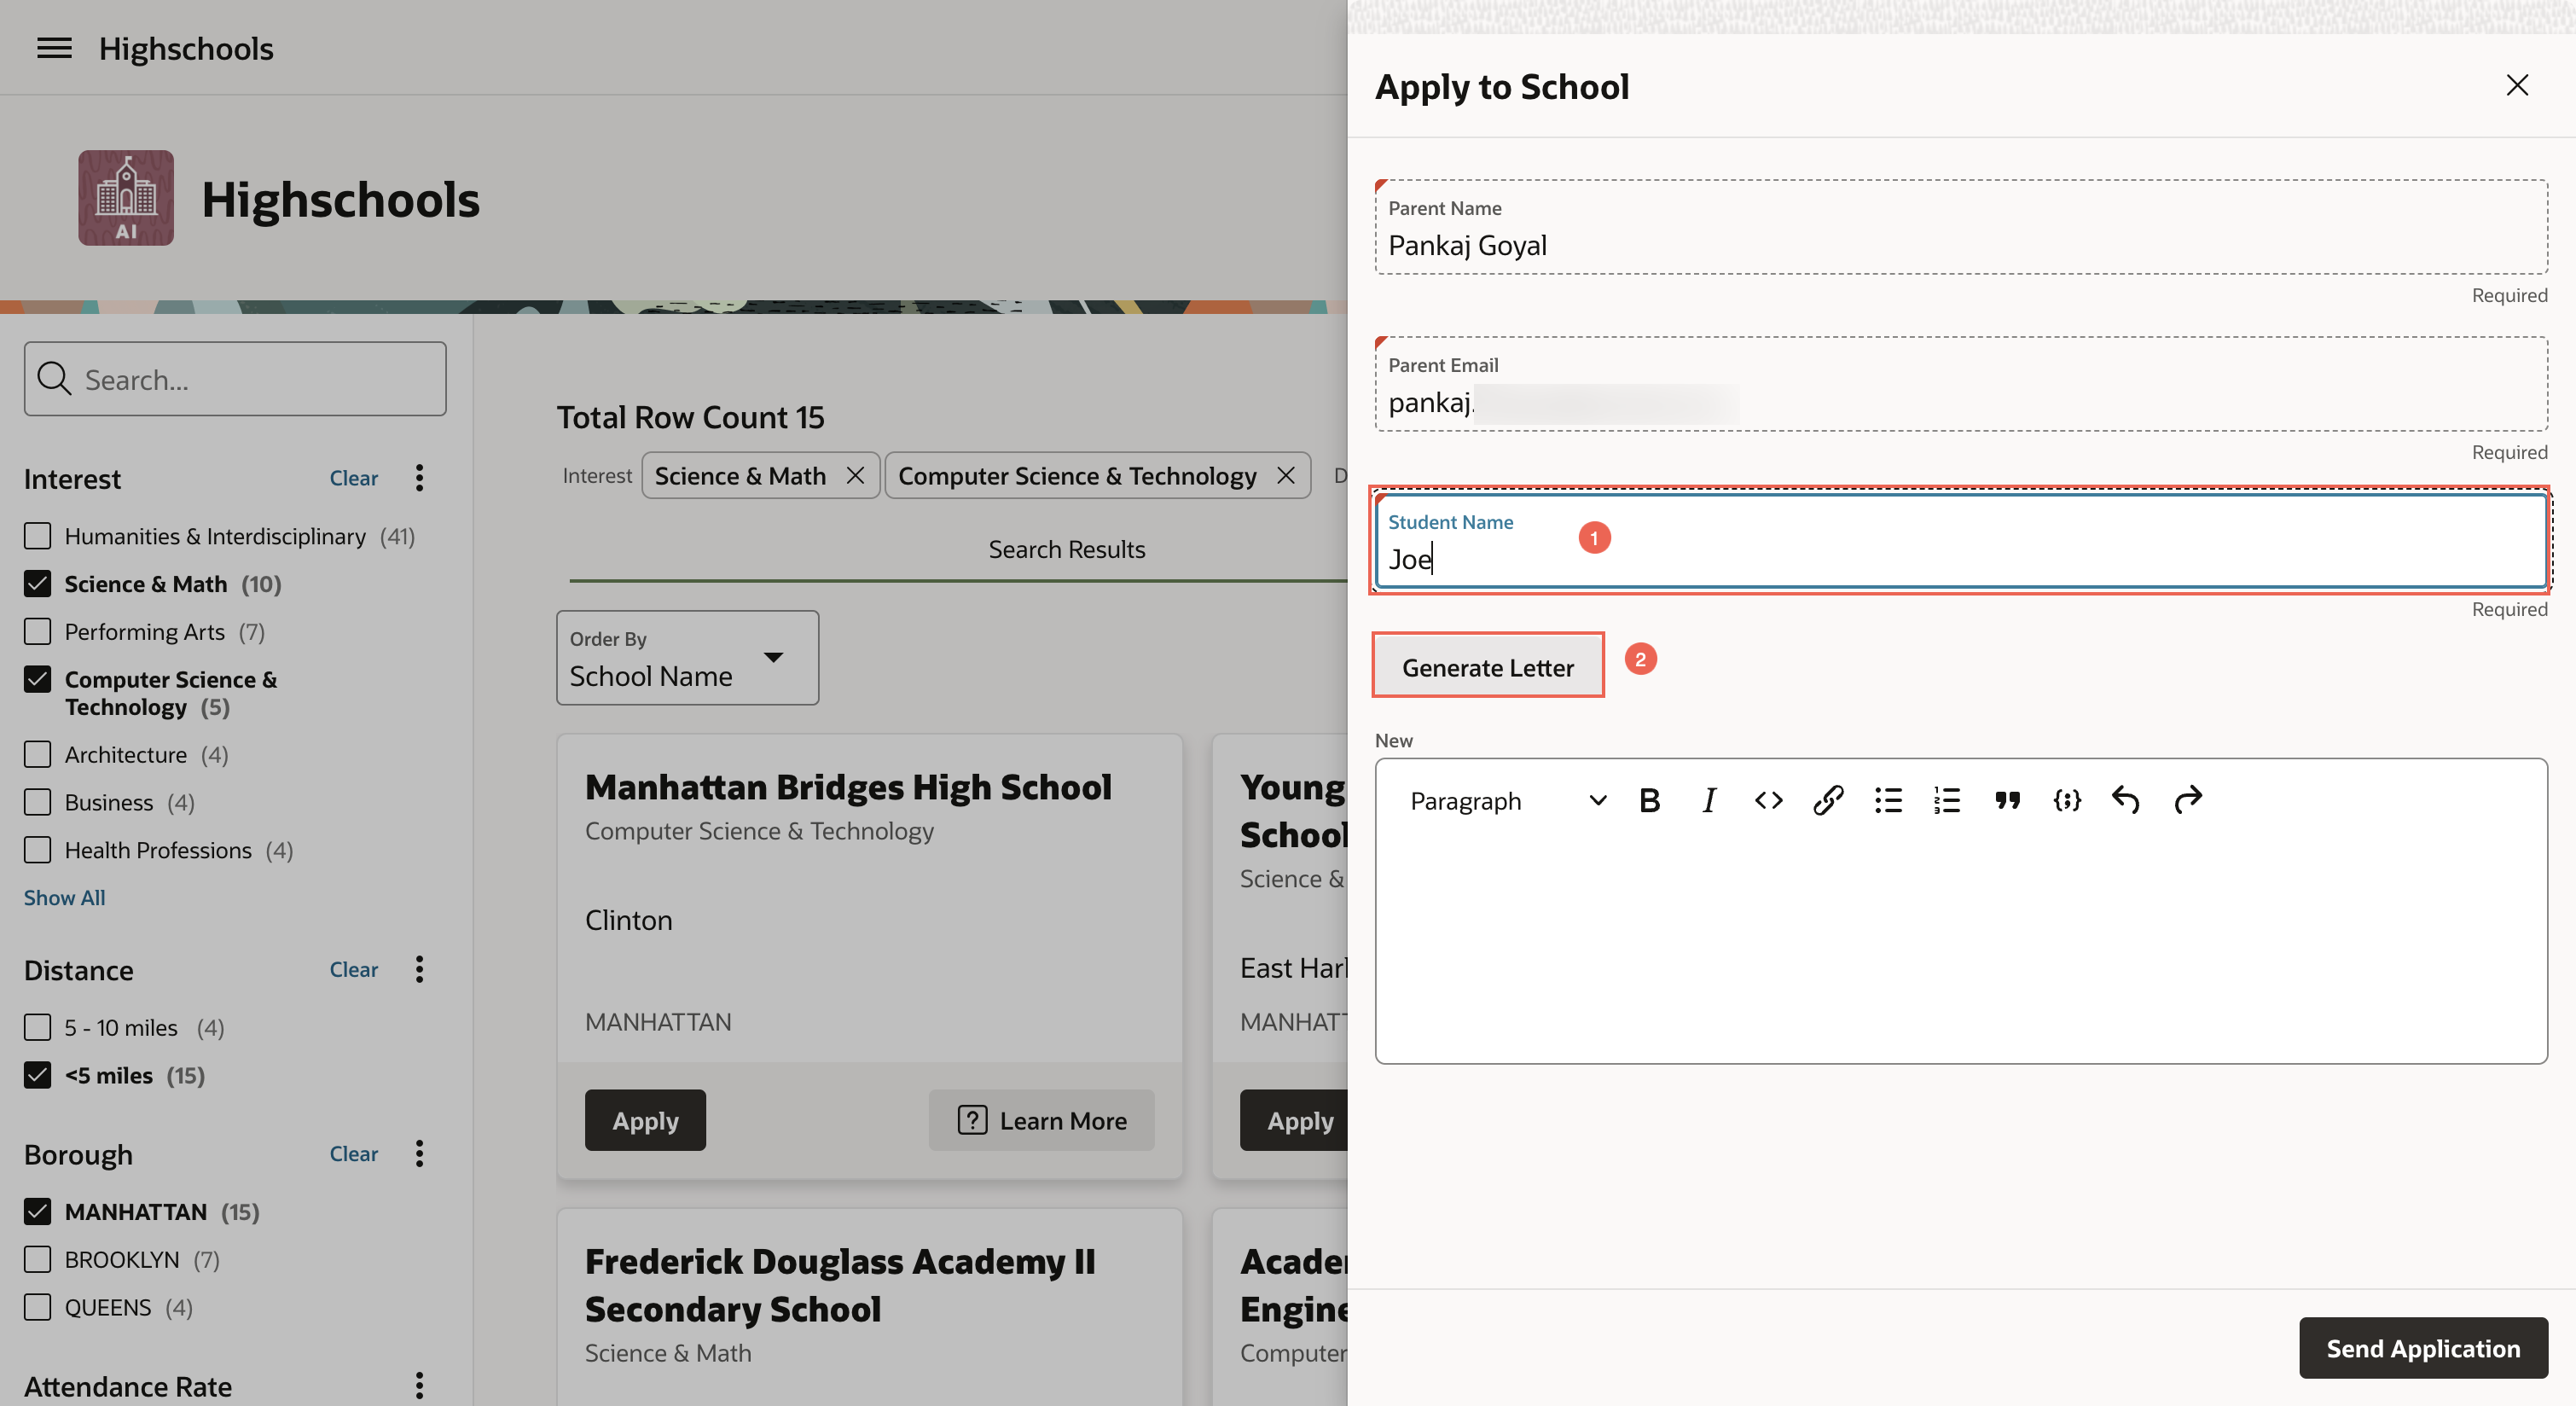 Highschools
AI
Highschools
Search...
Interest
Clear
Humanities & Interdisciplinary (41)
Science & Math (10)
Performing Arts (7)
Computer Science &
Technology (5)
Architecture (4)
Business (4)
Health Professions (4)
Show All
Distance
Clear
5 - 10 miles (4)
<5 miles (15)
Borough
Clear
MANHATTAN (15)
BROOKLYN (7)
QUEENS (4)
Attendance Rate
Total Row Count 15
Interest
Science & Math
Computer Science & Technology
D
Search Results
Order By
School Name
Manhattan Bridges High School
Computer Science & Technology
Clinton
MANHATTAN
Apply
? Learn More
Young
School
Science &
East Harl
MANHATT
Apply
Frederick Douglass Academy II
Secondary School
Science & Math
Acade
Engine
Computer
Apply to School
Parent Name
Pankaj Goyal
Required
Parent Email
pankaj.
Required
Student Name
1
Joe
Required
Generate Letter
2
New
Paragraph
B I
Send Application